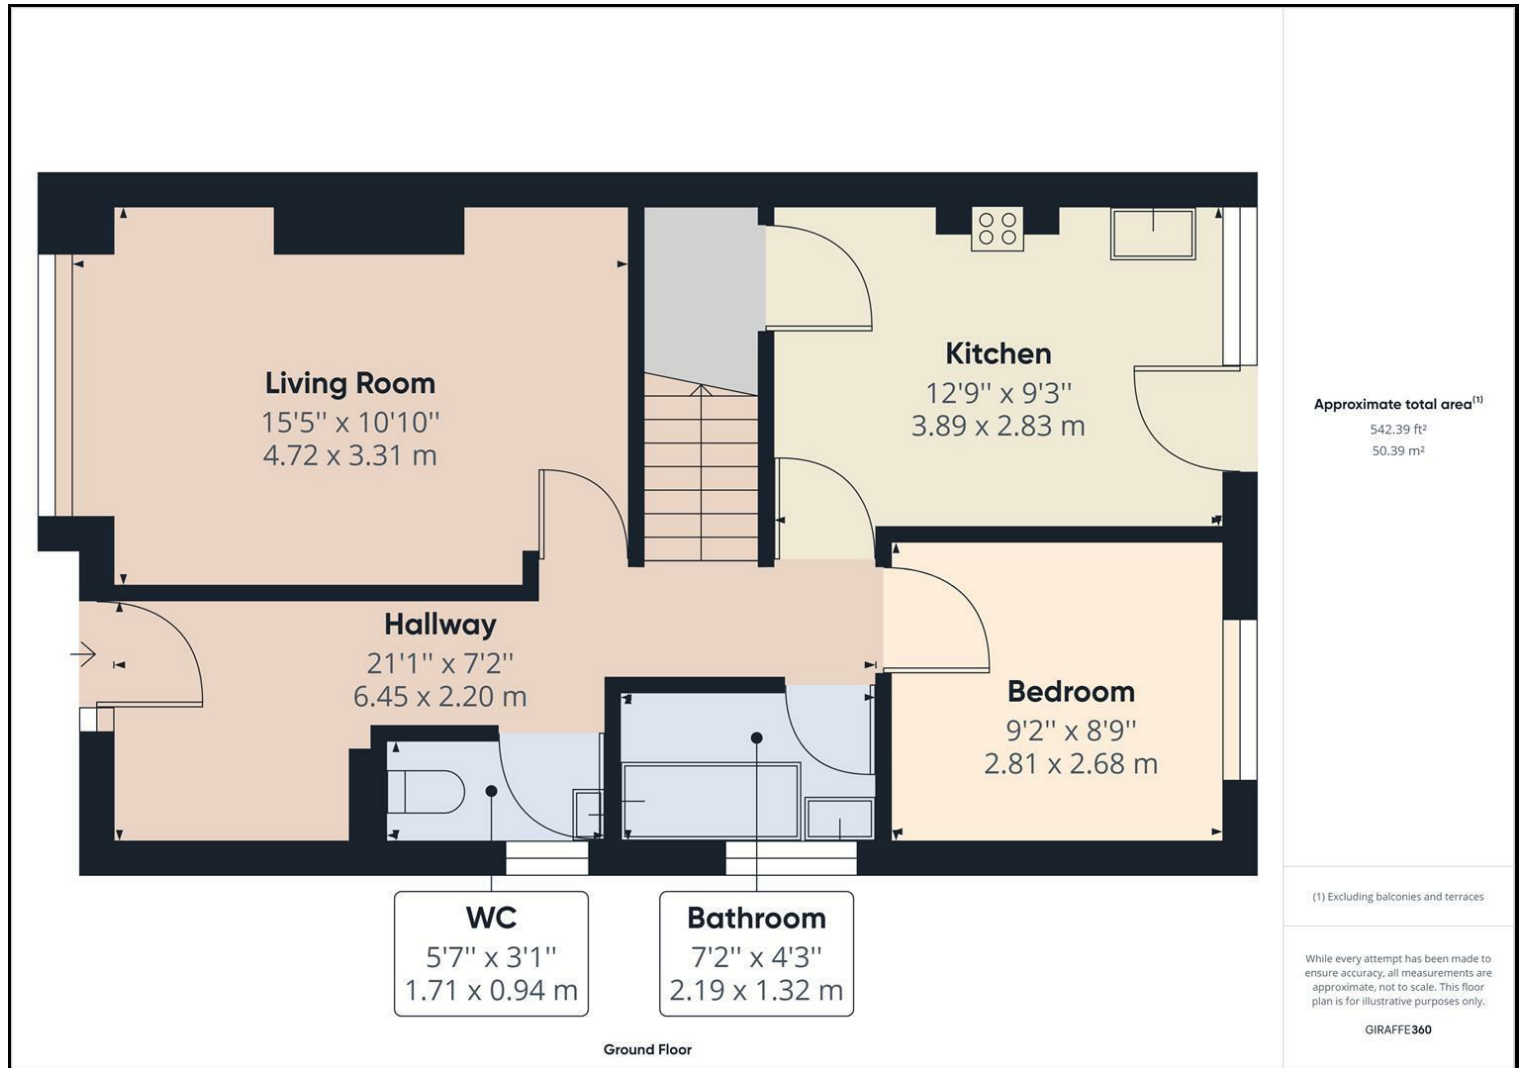 Living Room
15'5'' x 10'10''
4.72 x 3.31 m
Kitchen
12'9'' x 9'3''
3.89 x 2.83 m
Hallway
21'1'' x 7'2''
6.45 x 2.20 m
Bedroom
9'2'' x 8'9''
2.81 x 2.68 m
WC
5'7'' x 3'1''
1.71 x 0.94 m
Bathroom
7'2'' x 4'3''
2.19 x 1.32 m
Ground Floor
Approximate total area(1)
542.39 ft²
50.39 m²
(1) Excluding balconies and terraces
While every attempt has been made to
ensure accuracy, all measurements are
approximate, not to scale. This floor
plan is for illustrative purposes only.
GIRAFFE360